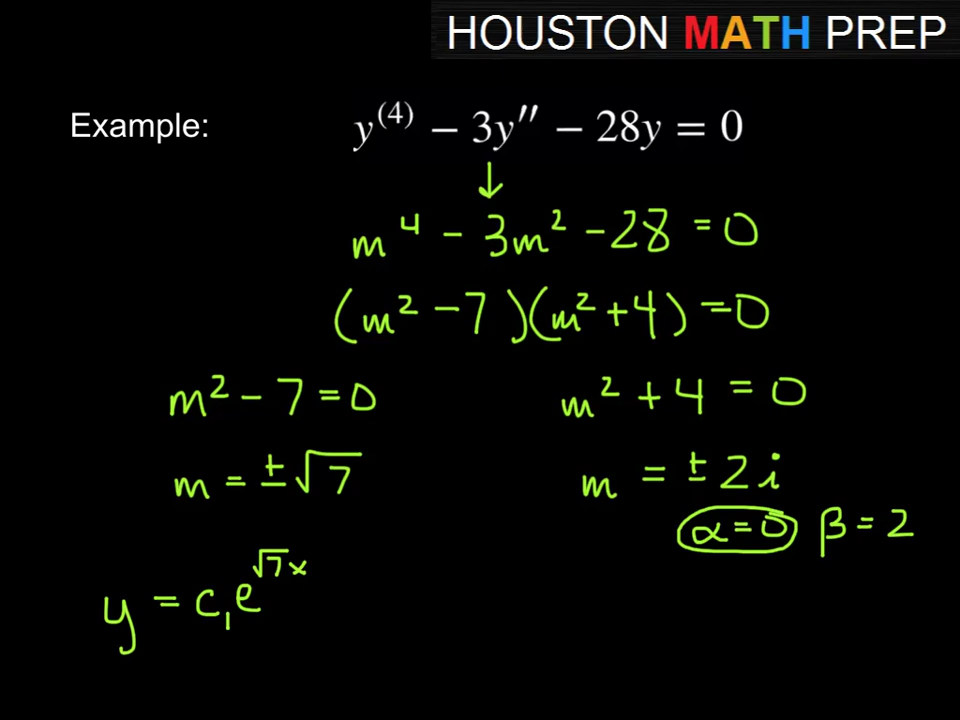 HOUSTON MATH PREP
Example: y⁽⁴⁾ − 3y″ − 28y = 0
↓
m⁴ − 3m² − 28 = 0
(m² − 7)(m² + 4) = 0
m² − 7 = 0 m² + 4 = 0
m = ±√7 m = ±2i
α = 0 β = 2
y = c₁e^√7x